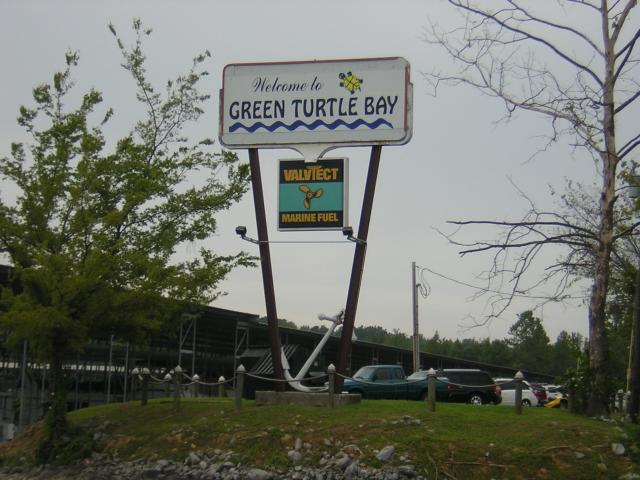 Welcome to
GREEN TURTLE BAY
VALVTECT
MARINE FUEL